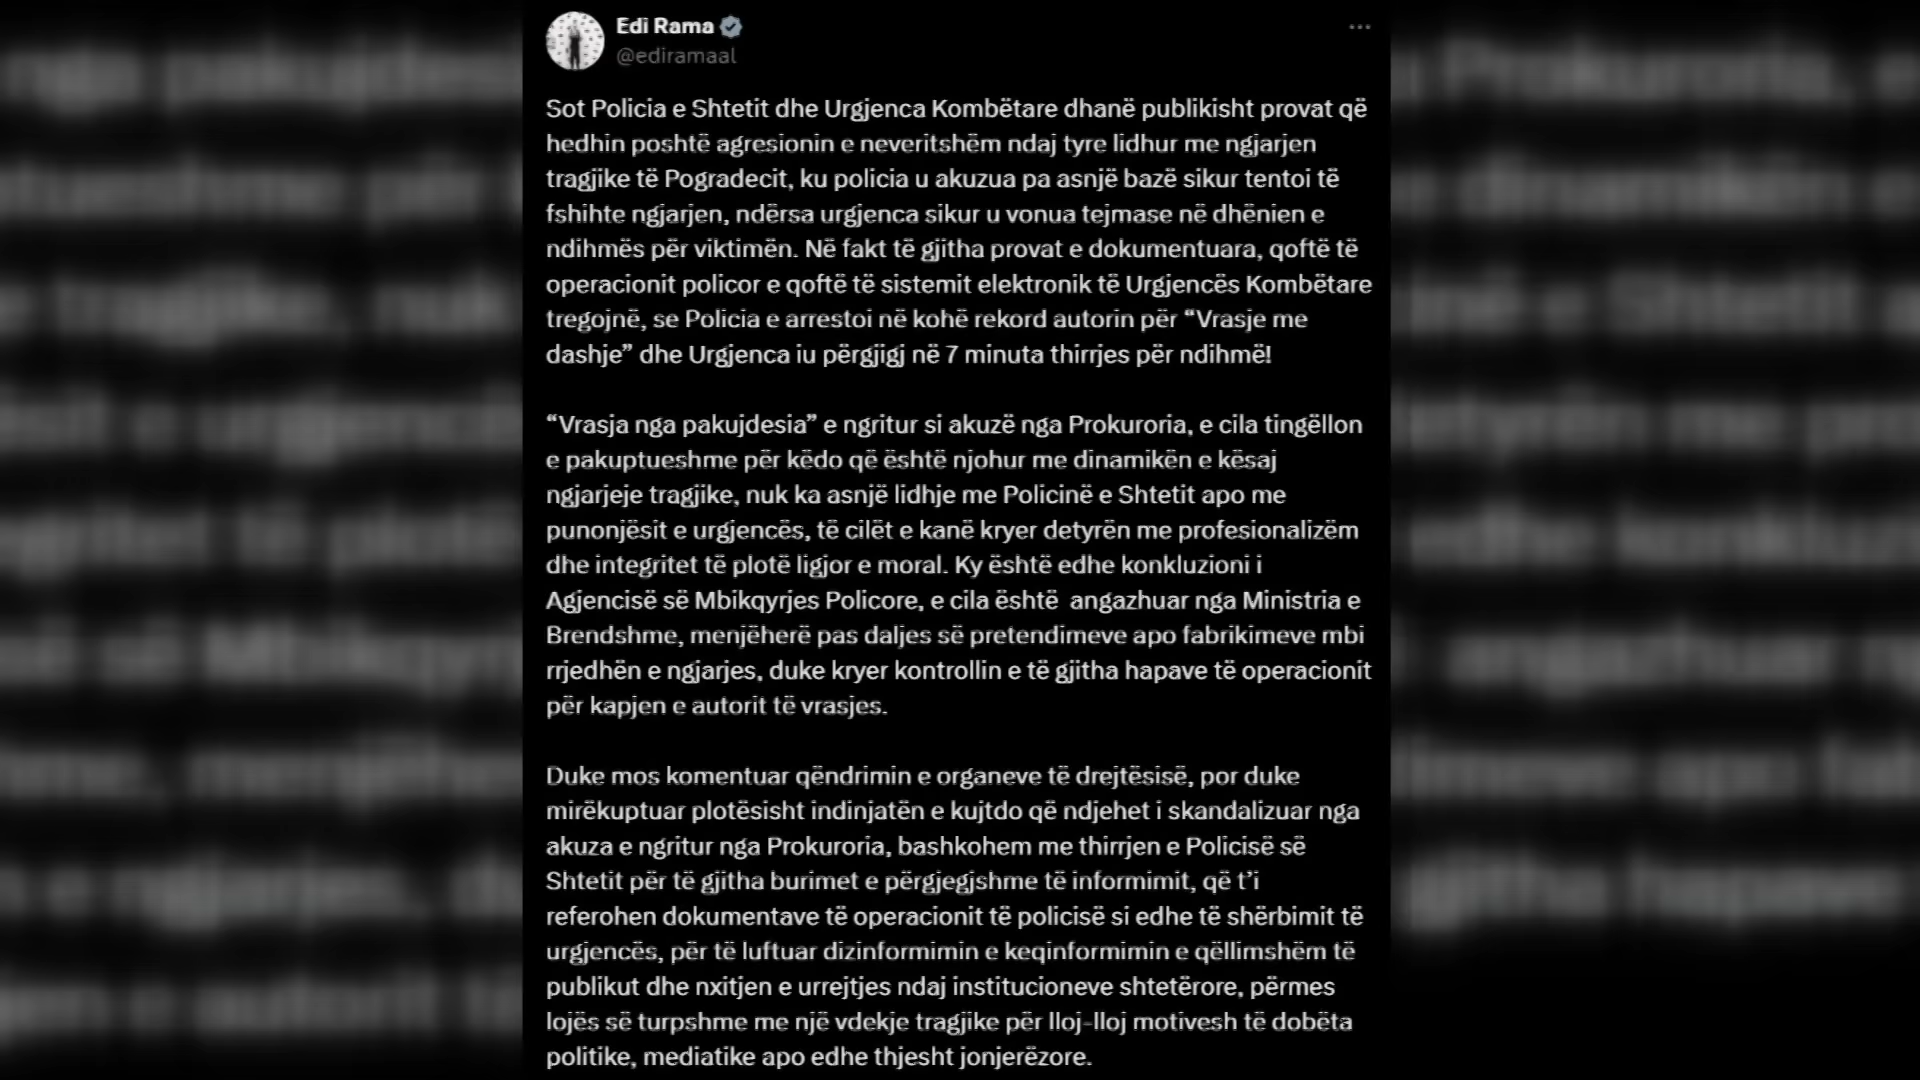 Edi Rama
@ediramaal
Sot Policia e Shtetit dhe Urgjenca Kombëtare dhanë publikisht provat që
hedhin poshtë agresionin e neveritshëm ndaj tyre lidhur me ngjarjen
tragjike të Pogradecit, ku policia u akuzua pa asnjë bazë sikur tentoi të
fshihte ngjarjen, ndërsa urgjenca sikur u vonua tejmase në dhënien e
ndihmës për viktimën. Në fakt të gjitha provat e dokumentuara, qoftë të
operacionit policor e qoftë të sistemit elektronik të Urgjencës Kombëtare
tregojnë, se Policia e arrestoi në kohë rekord autorin për “Vrasje me
dashje” dhe Urgjenca iu përgjigj në 7 minuta thirrjes për ndihmë!
“Vrasja nga pakujdesia” e ngritur si akuzë nga Prokuroria, e cila tingëllon
e pakuptueshme për këdo që është njohur me dinamikën e kësaj
ngjarjeje tragjike, nuk ka asnjë lidhje me Policinë e Shtetit apo me
punonjësit e urgjencës, të cilët e kanë kryer detyrën me profesionalizëm
dhe integritet të plotë ligjor e moral. Ky është edhe konkluzioni i
Agjencisë së Mbikqyrjes Policore, e cila është  angazhuar nga Ministria e
Brendshme, menjëherë pas daljes së pretendimeve apo fabrikimeve mbi
rrjedhën e ngjarjes, duke kryer kontrollin e të gjitha hapave të operacionit
për kapjen e autorit të vrasjes.
Duke mos komentuar qëndrimin e organeve të drejtësisë, por duke
mirëkuptuar plotësisht indinjatën e kujtdo që ndjehet i skandalizuar nga
akuza e ngritur nga Prokuroria, bashkohem me thirrjen e Policisë së
Shtetit për të gjitha burimet e përgjegjshme të informimit, që t’i
referohen dokumentave të operacionit të policisë si edhe të shërbimit të
urgjencës, për të luftuar dizinformimin e keqinformimin e qëllimshëm të
publikut dhe nxitjen e urrejtjes ndaj institucioneve shtetërore, përmes
lojës së turpshme me një vdekje tragjike për lloj-lloj motivesh të dobëta
politike, mediatike apo edhe thjesht jonjerëzore.